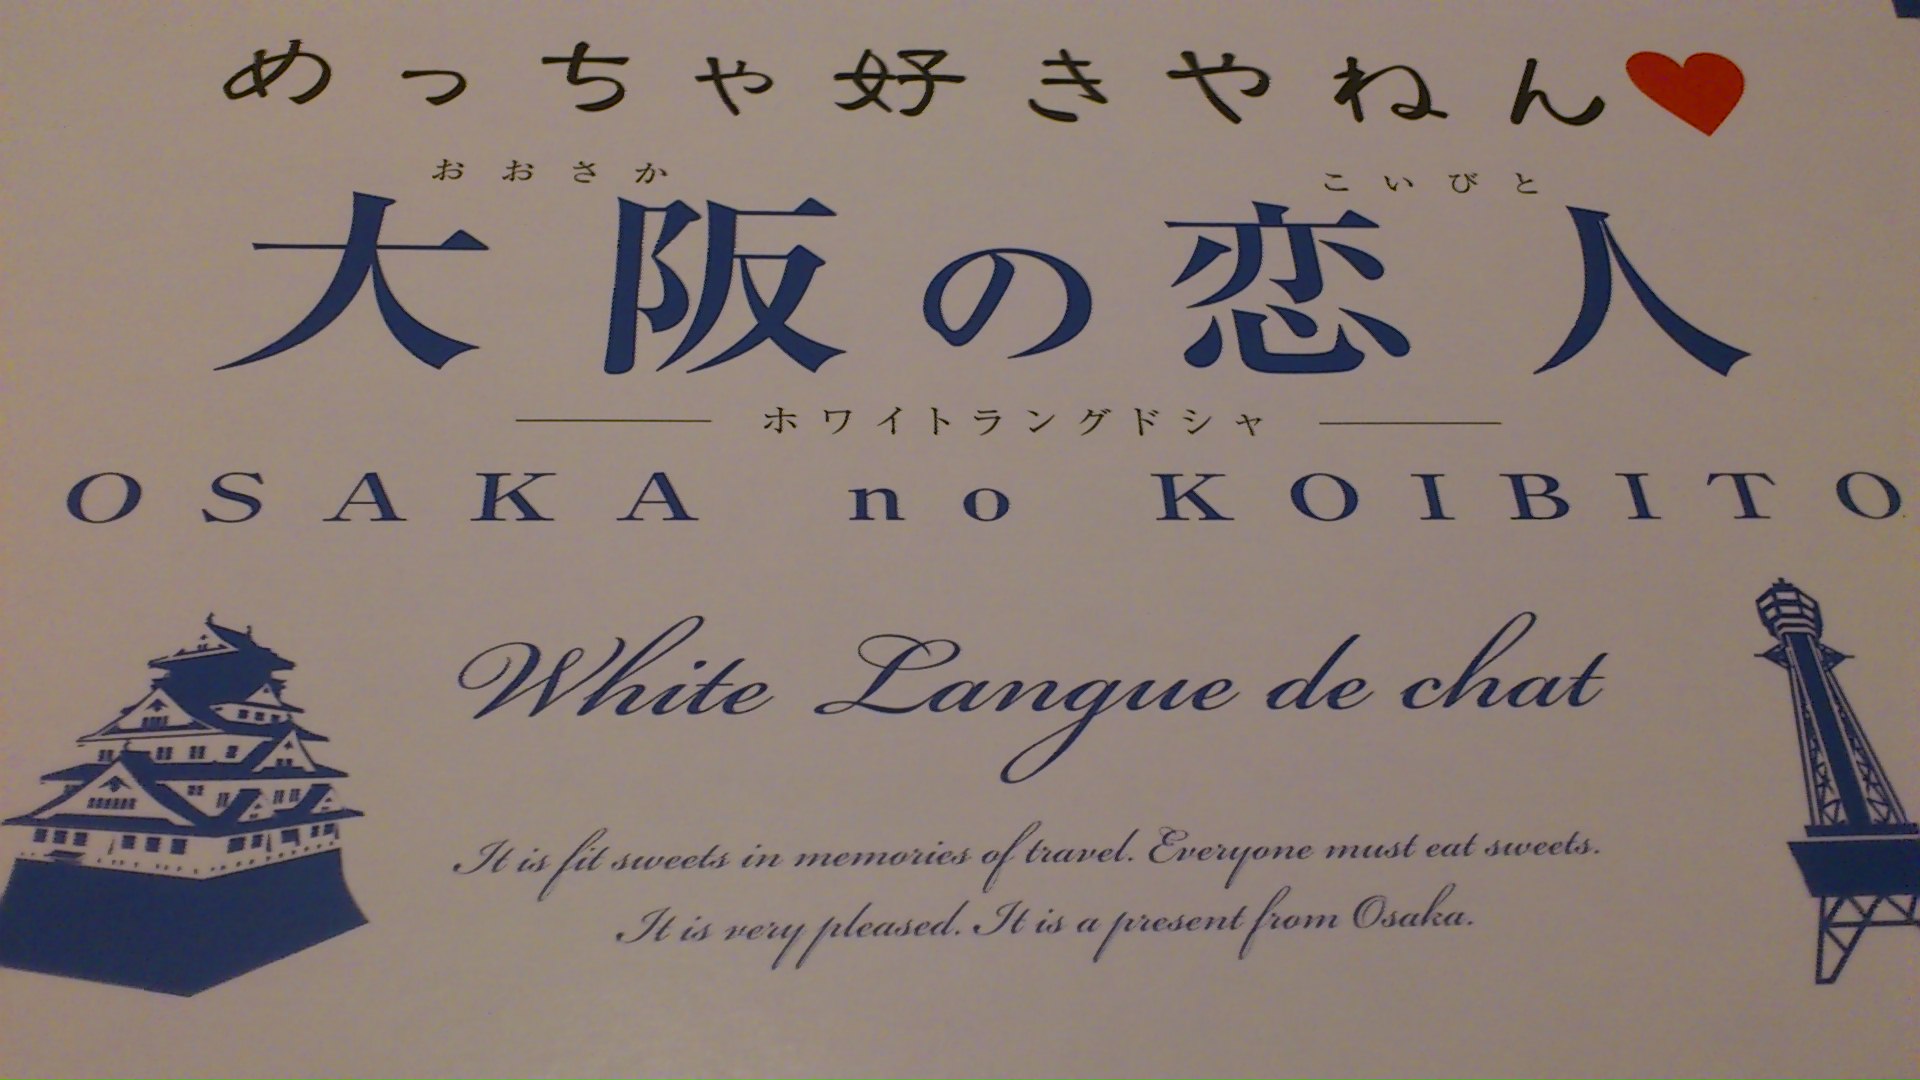 めっちゃ好きやねん
おおさか こいびと
大阪の恋人
ホワイトラングドシャ
OSAKA no KOIBITO
White Langue de chat
It is fit sweets in memories of travel. Everyone must eat sweets.
It is very pleased. It is a present from Osaka.